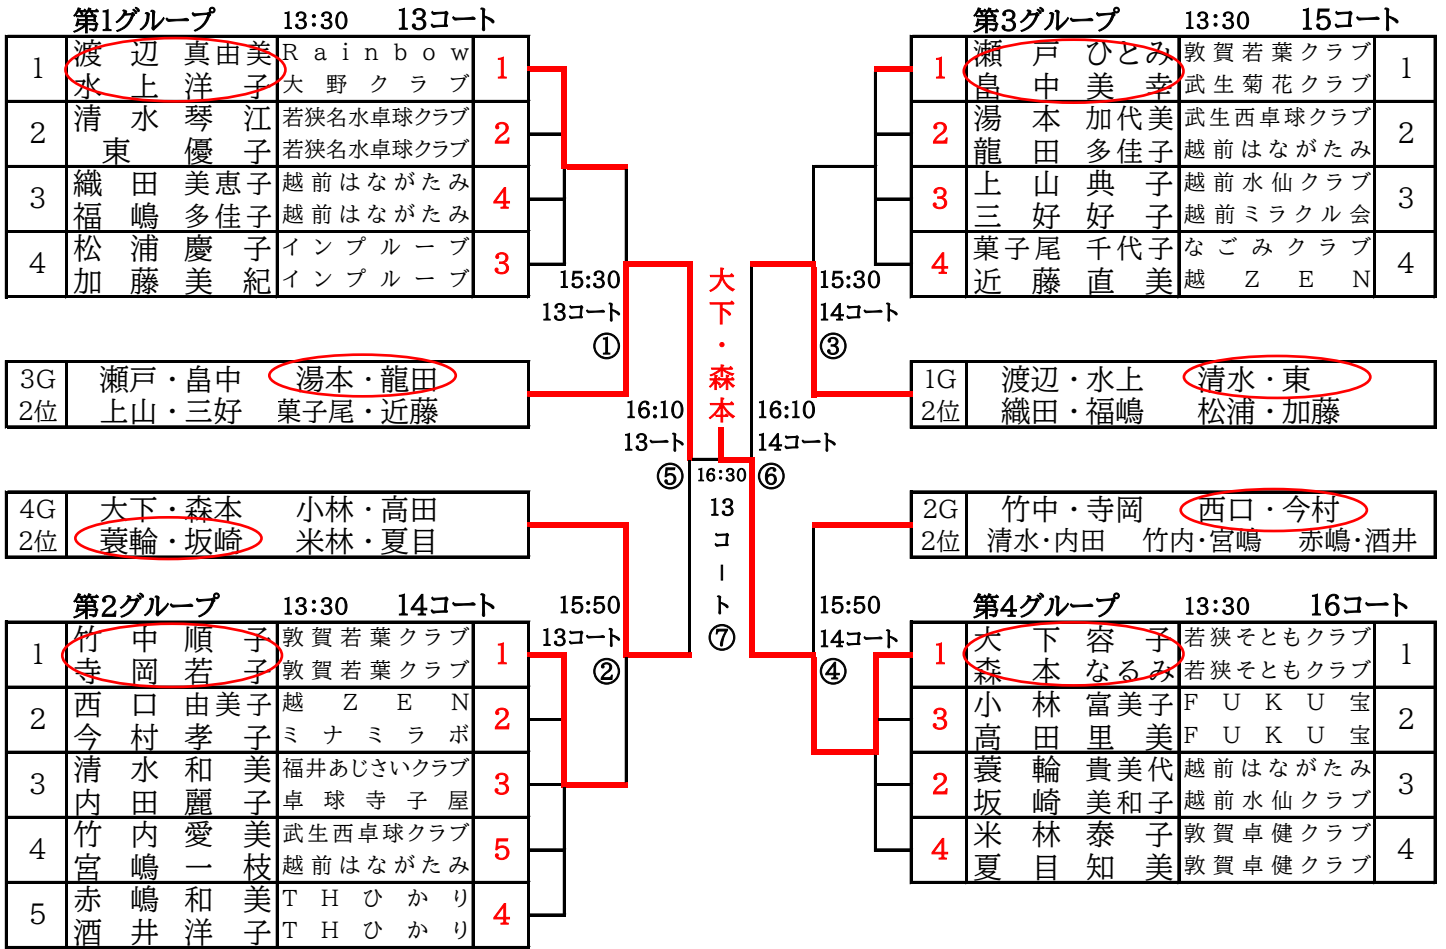 第1グループ 13:30 13コート
1 渡辺真由美 Rainbow 1
水上洋子 大野クラブ
2 清水琴江 若狭名水卓球クラブ 2
東優子 若狭名水卓球クラブ
3 織田美恵子 越前はながたみ 4
福嶋多佳子 越前はながたみ
4 松浦慶子 インプルーブ 3
加藤美紀 インプルーブ
第3グループ 13:30 15コート
1 瀬戸ひとみ 敦賀若葉クラブ 1
畠中美幸 武生菊花クラブ
2 湯本加代美 武生西卓球クラブ 2
龍田多佳子 越前はながたみ
3 上山典子 越前水仙クラブ 3
三好好子 越前ミラクル会
4 菓子尾千代子 なごみクラブ 4
近藤直美 越ZEN
15:30
13コート
①
大下・森本
15:30
14コート
③
3G 瀬戸・畠中 湯本・龍田
2位 上山・三好 菓子尾・近藤
1G 渡辺・水上 清水・東
2位 織田・福嶋 松浦・加藤
16:10
13ート
⑤
16:10
14コート
⑥
16:30
13コート⑦
4G 大下・森本 小林・高田
2位 蓑輪・坂崎 米林・夏目
2G 竹中・寺岡 西口・今村
2位 清水・内田 竹内・宮嶋 赤嶋・酒井
15:50
13コート
②
15:50
14コート
④
第2グループ 13:30 14コート
1 竹中順子 敦賀若葉クラブ 1
寺岡若子 敦賀若葉クラブ
2 西口由美子 越ZEN 2
今村孝子 ミナミラボ
3 清水和美 福井あじさいクラブ 3
内田麗子 卓球寺子屋
4 竹内愛美 武生西卓球クラブ 5
宮嶋一枝 越前はながたみ
5 赤嶋和美 THひかり 4
酒井洋子 THひかり
第4グループ 13:30 16コート
1 大下容子 若狭そともクラブ 1
森本なるみ 若狭そともクラブ
3 小林富美子 FUKU宝 2
高田里美 FUKU宝
2 蓑輪貴美代 越前はながたみ 3
坂崎美和子 越前水仙クラブ
4 米林泰子 敦賀卓健クラブ 4
夏目知美 敦賀卓健クラブ